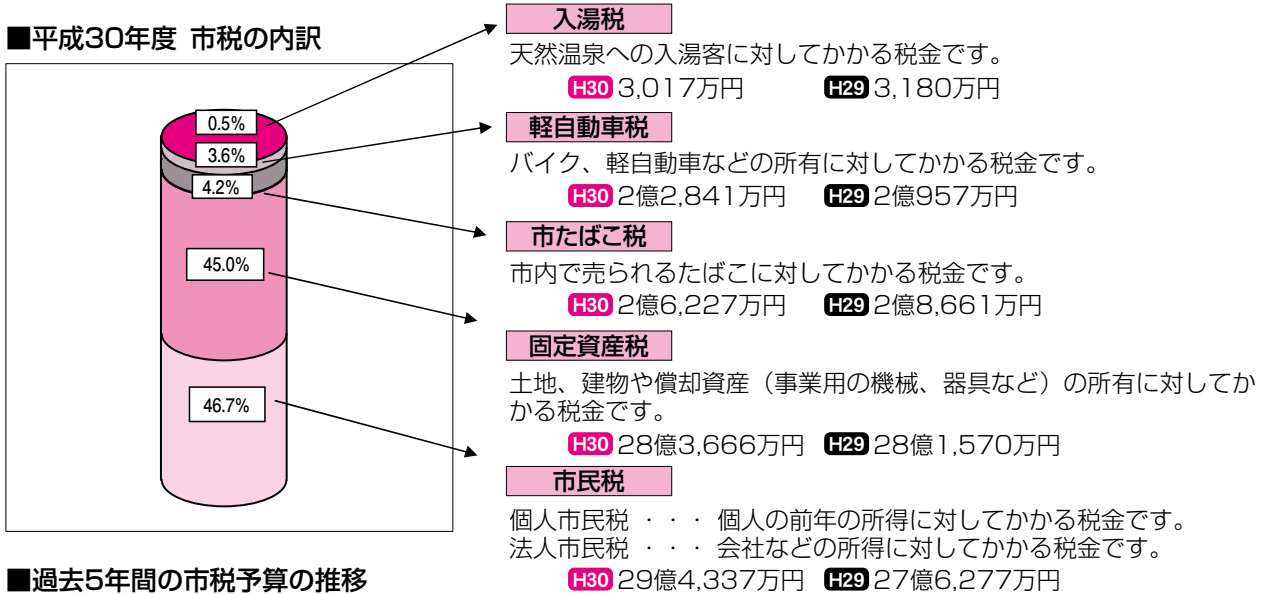 ■平成30年度 市税の内訳
0.5%
3.6%
4.2%
45.0%
46.7%
入湯税
天然温泉への入湯客に対してかかる税金です。
H30 3,017万円 H29 3,180万円
軽自動車税
バイク、軽自動車などの所有に対してかかる税金です。
H30 2億2,841万円 H29 2億957万円
市たばこ税
市内で売られるたばこに対してかかる税金です。
H30 2億6,227万円 H29 2億8,661万円
固定資産税
土地、建物や償却資産（事業用の機械、器具など）の所有に対してか
かる税金です。
H30 28億3,666万円 H29 28億1,570万円
市民税
個人市民税 ・・・ 個人の前年の所得に対してかかる税金です。
法人市民税 ・・・ 会社などの所得に対してかかる税金です。
H30 29億4,337万円 H29 27億6,277万円
■過去5年間の市税予算の推移